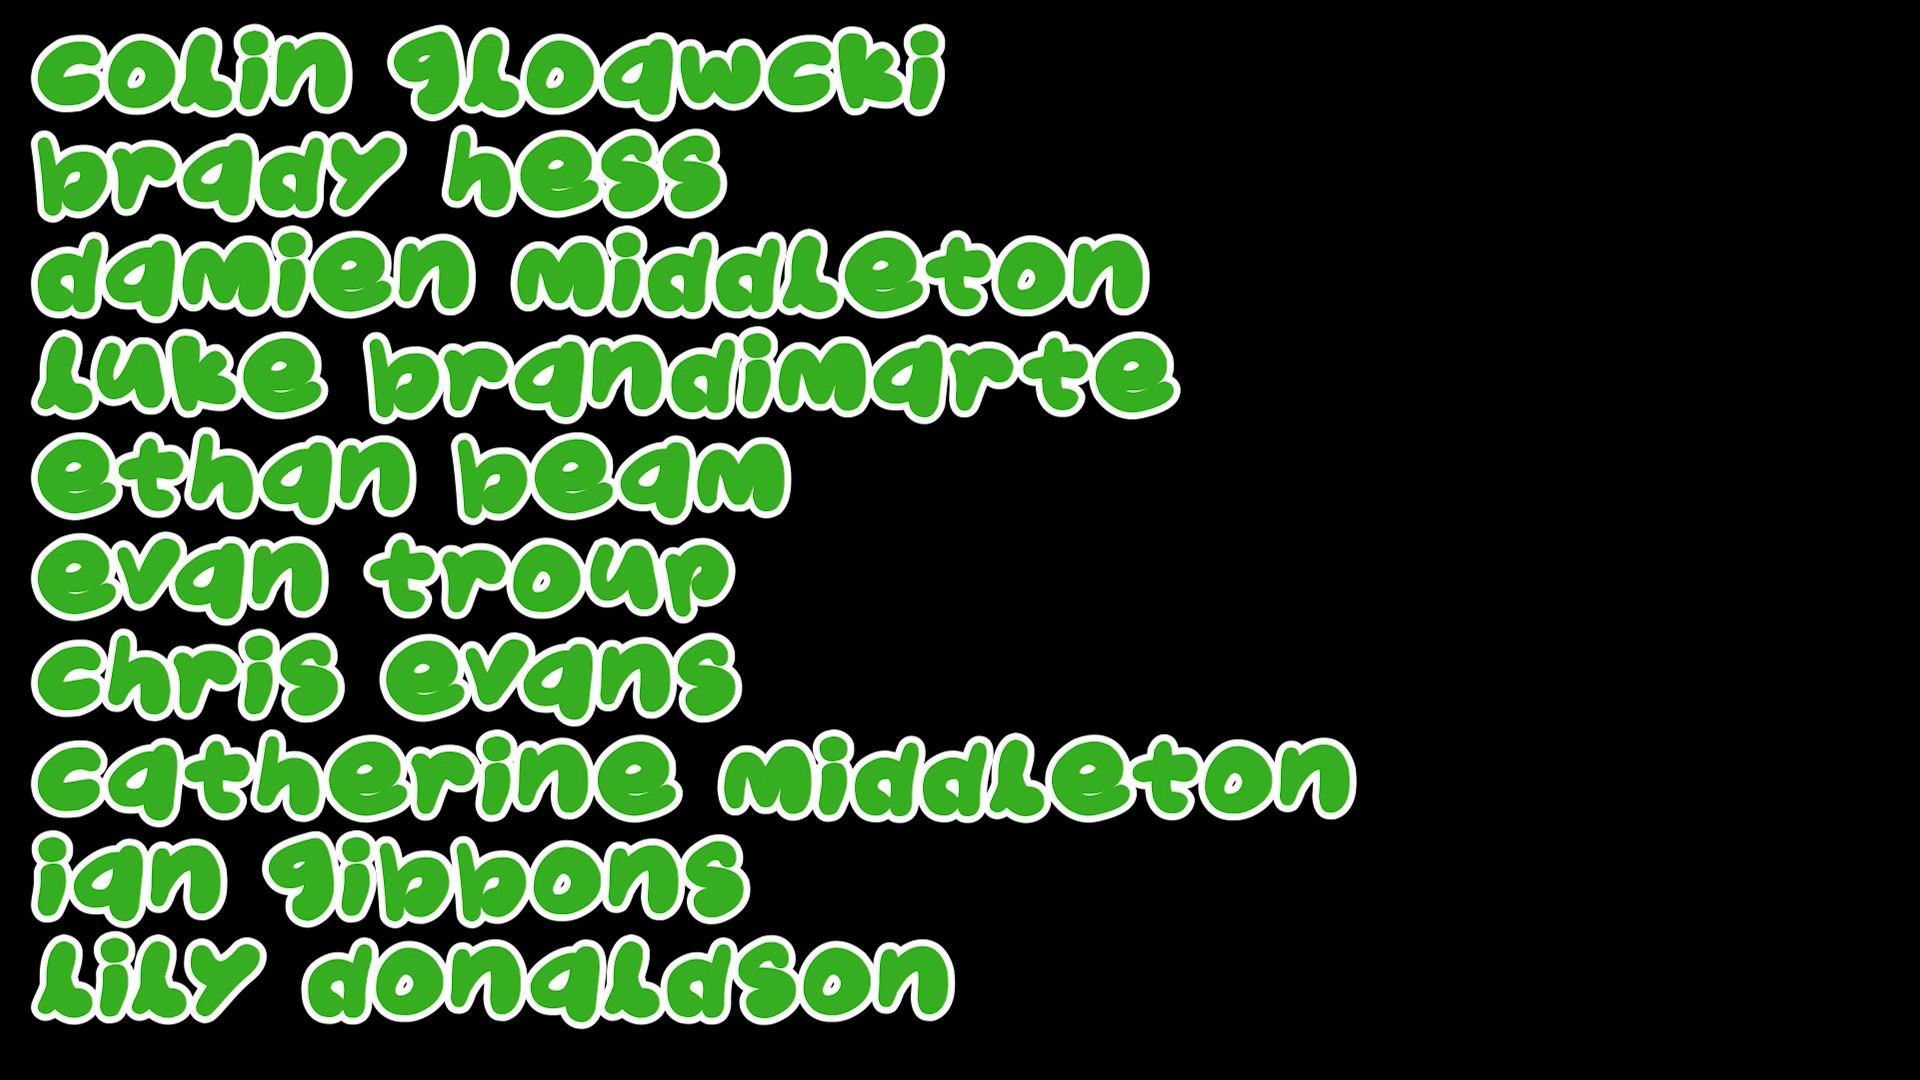 colin gloawcki
brady hess
damien middleton
luke brandimarte
ethan beam
evan troup
chris evans
catherine middleton
ian gibbons
lily donaldson